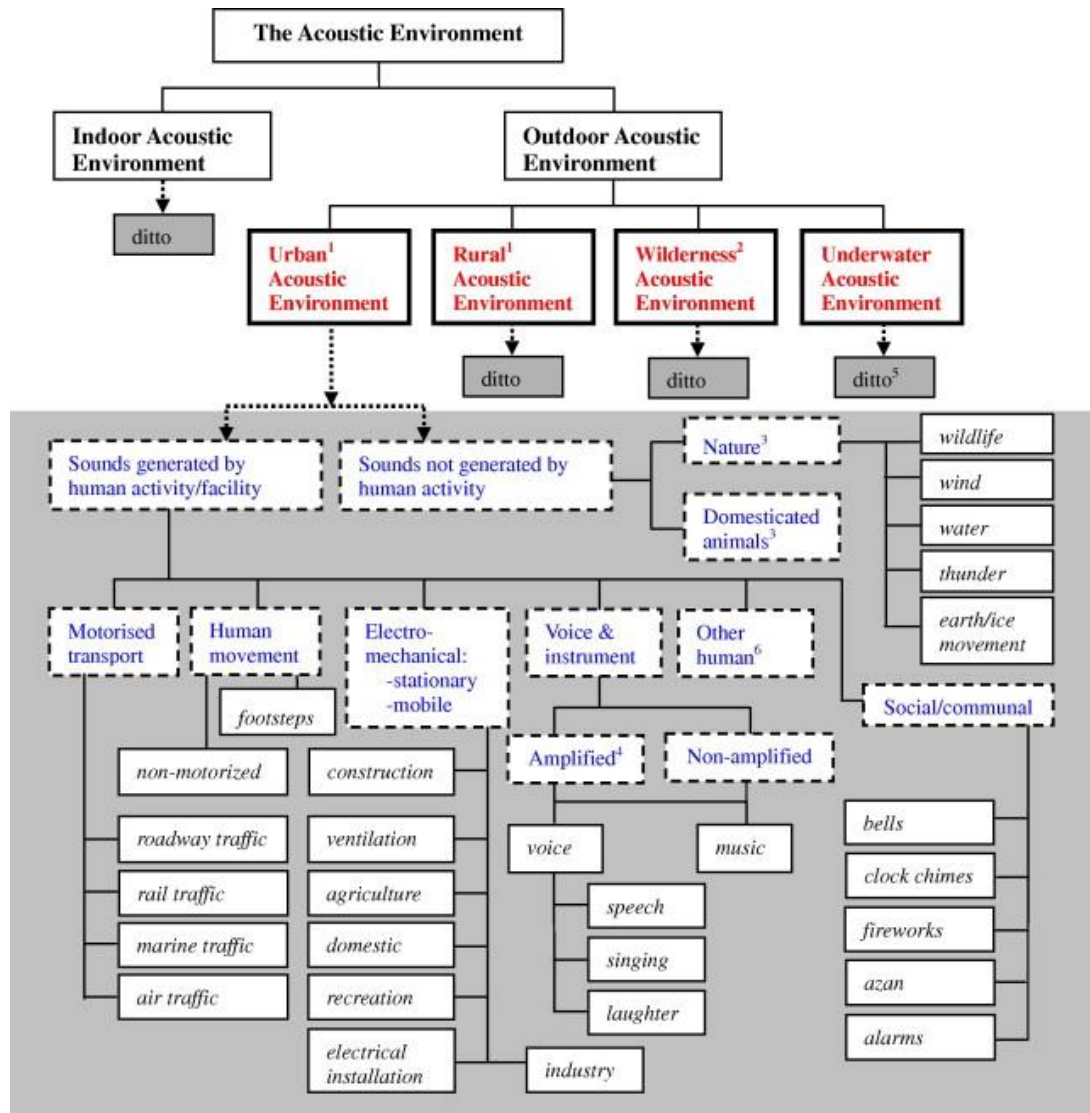 The Acoustic Environment
Indoor Acoustic
Environment
Outdoor Acoustic
Environment
ditto
Urban¹
Acoustic
Environment
Rural¹
Acoustic
Environment
Wilderness²
Acoustic
Environment
Underwater
Acoustic
Environment
ditto
ditto
ditto⁵
Sounds generated by
human activity/facility
Sounds not generated by
human activity
Nature³
Domesticated
animals³
wildlife
wind
water
thunder
earth/ice
movement
Motorised
transport
Human
movement
Electro-
mechanical:
-stationary
-mobile
Voice &
instrument
Other
human⁶
Social/communal
footsteps
non-motorized
roadway traffic
rail traffic
marine traffic
air traffic
construction
ventilation
agriculture
domestic
recreation
electrical
installation
industry
Amplified⁴
Non-amplified
voice
music
speech
singing
laughter
bells
clock chimes
fireworks
azan
alarms